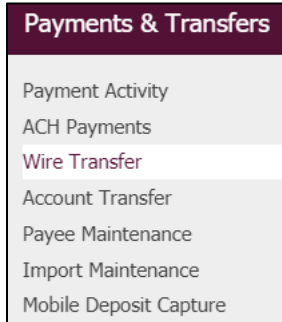 Payments & Transfers
Payment Activity
ACH Payments
Wire Transfer
Account Transfer
Payee Maintenance
Import Maintenance
Mobile Deposit Capture